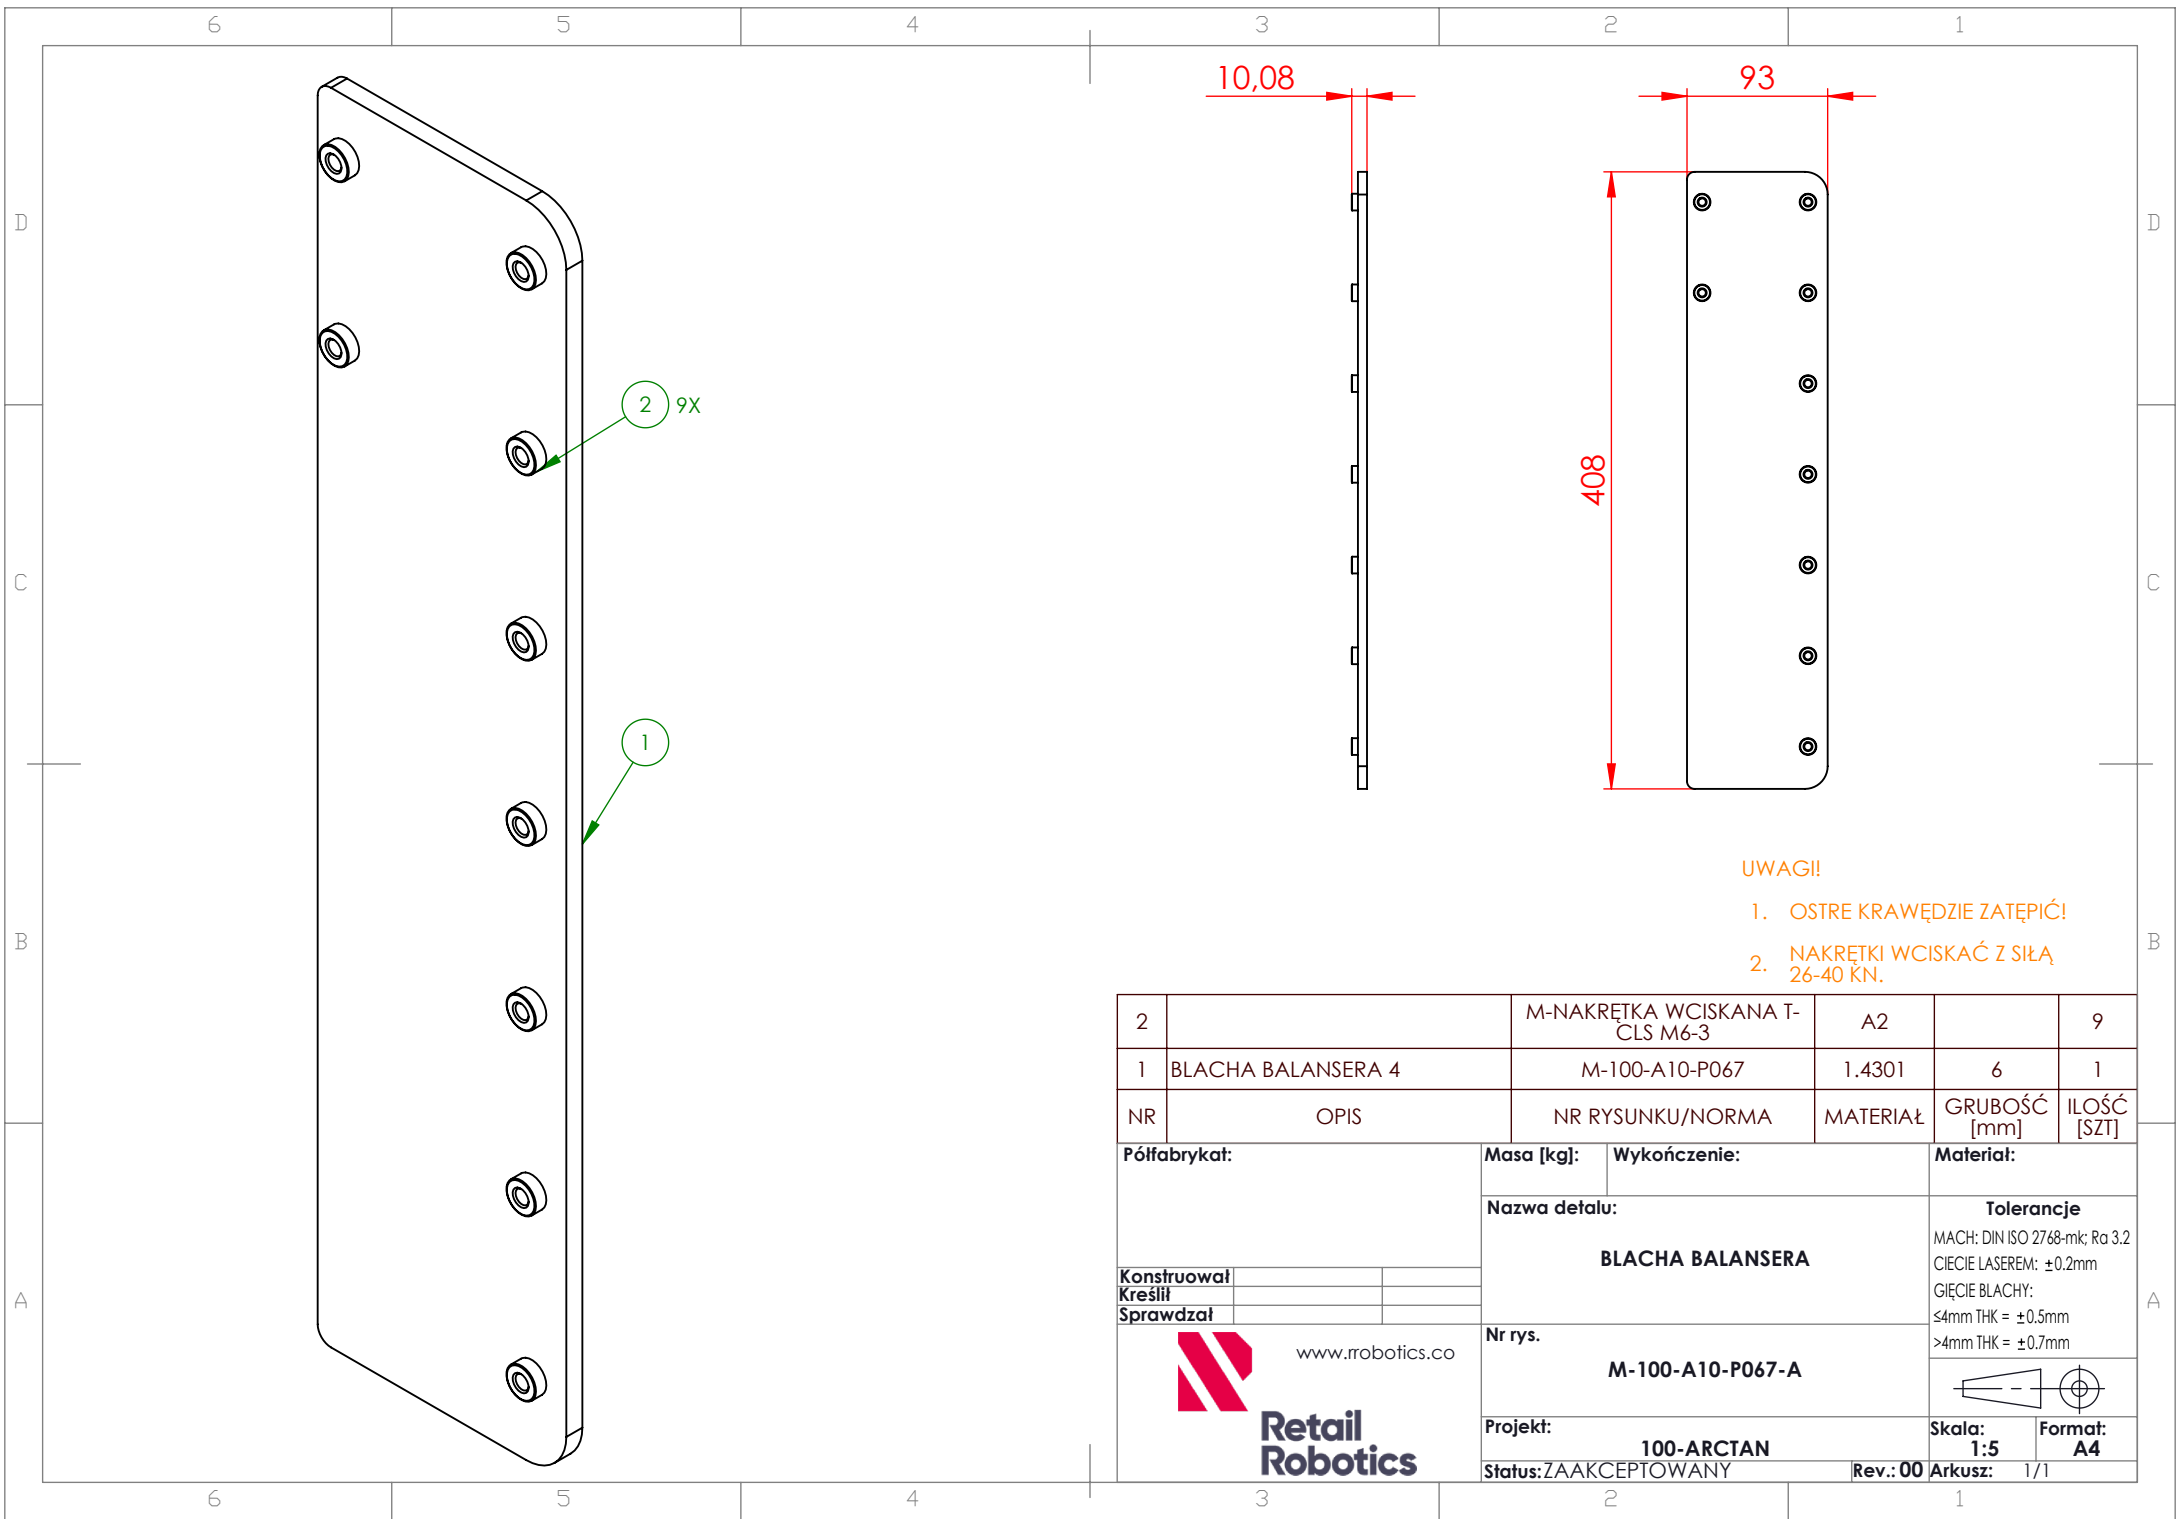 6 5 4 3 2 1
10,08
93
D D
2 9X
408
C C
1
UWAGI!
1. OSTRE KRAWĘDZIE ZATĘPIĆ!
B B
2. NAKRĘTKI WCISKAĆ Z SIŁĄ
26-40 KN.
2 M-NAKRĘTKA WCISKANA T-
CLS M6-3 A2 9
1 BLACHA BALANSERA 4 M-100-A10-P067 1.4301 6 1
NR OPIS NR RYSUNKU/NORMA MATERIAŁ GRUBOŚĆ
[mm] ILOŚĆ
[SZT]
Półfabrykat: Masa [kg]: Wykończenie: Materiał:
Nazwa detalu:
BLACHA BALANSERA
Tolerancje
MACH: DIN ISO 2768-mk; Ra 3.2
CIECIE LASEREM: ±0.2mm
GIĘCIE BLACHY:
≤4mm THK = ±0.5mm
>4mm THK = ±0.7mm
Konstruował
Kreślił
Sprawdzał
A A
www.rrobotics.co
Retail
Robotics
Nr rys.
M-100-A10-P067-A
Projekt:
100-ARCTAN
Skala:
1:5
Format:
A4
Status: ZAAKCEPTOWANY Rev.: 00 Arkusz: 1/1
6 5 4 3 2 1